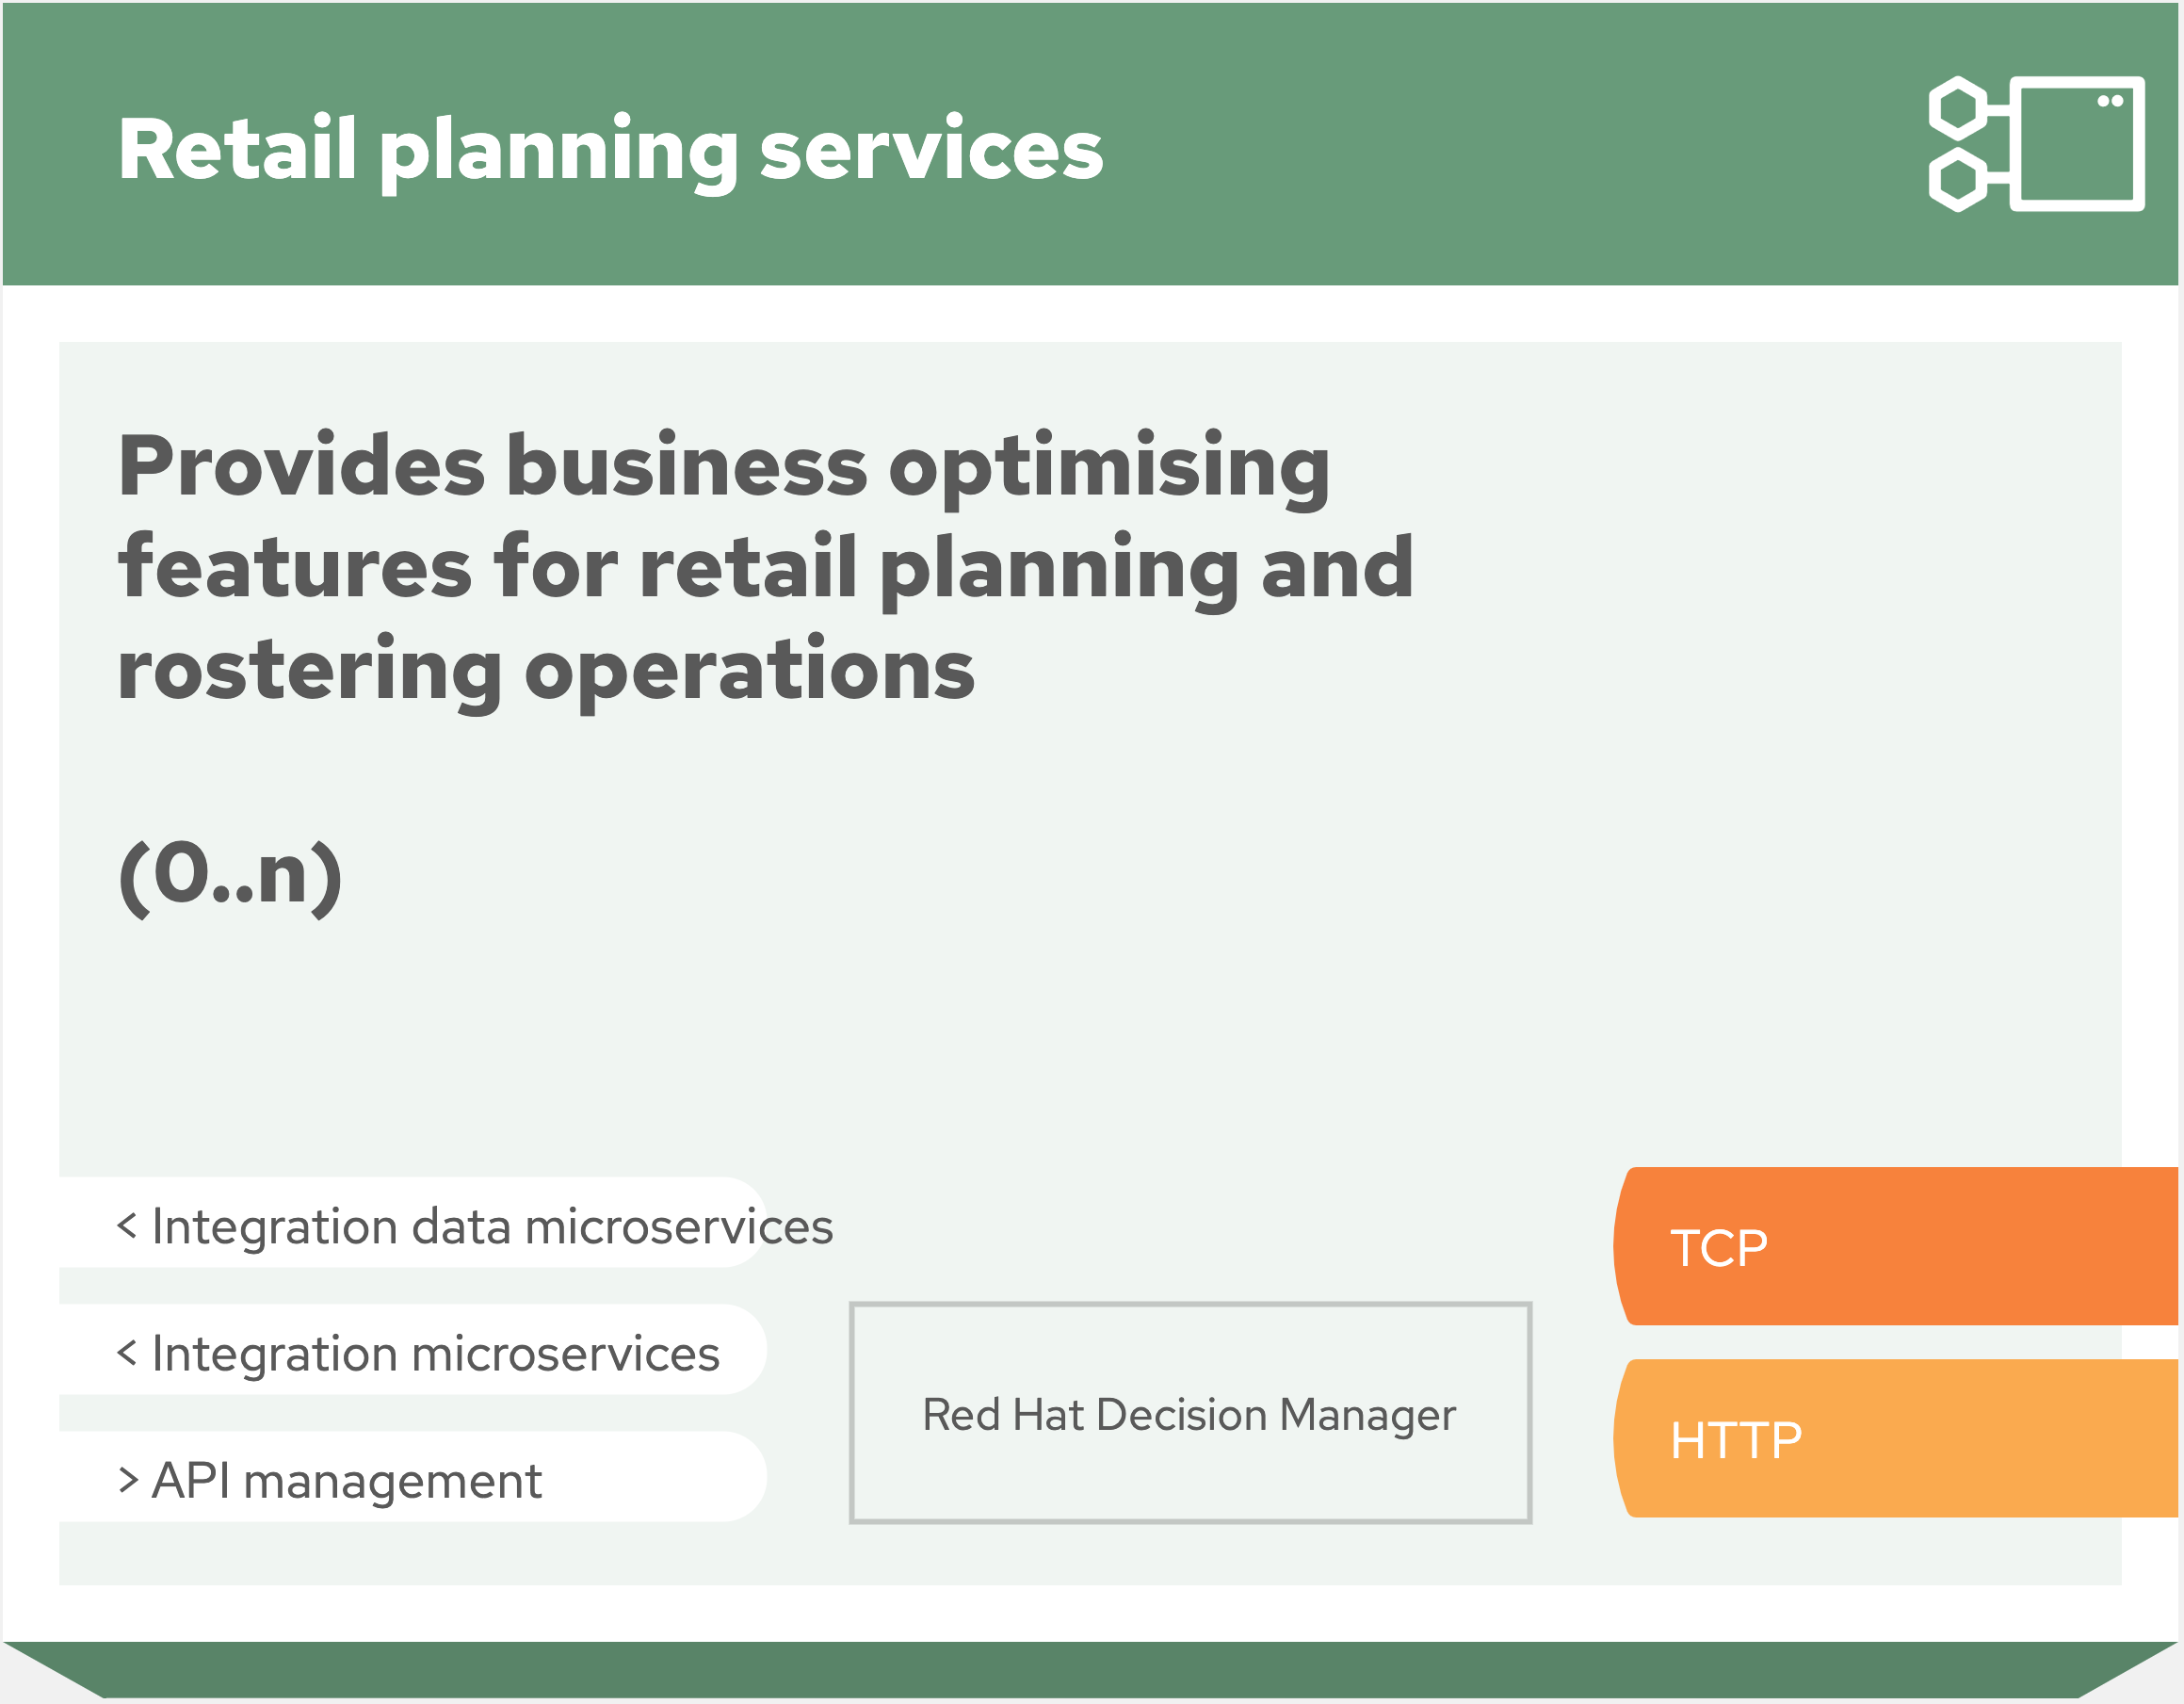 Retail planning services
Provides business optimising
features for retail planning and
rostering operations
(0..n)
< Integration data microservices
< Integration microservices
> API management
Red Hat Decision Manager
TCP
HTTP